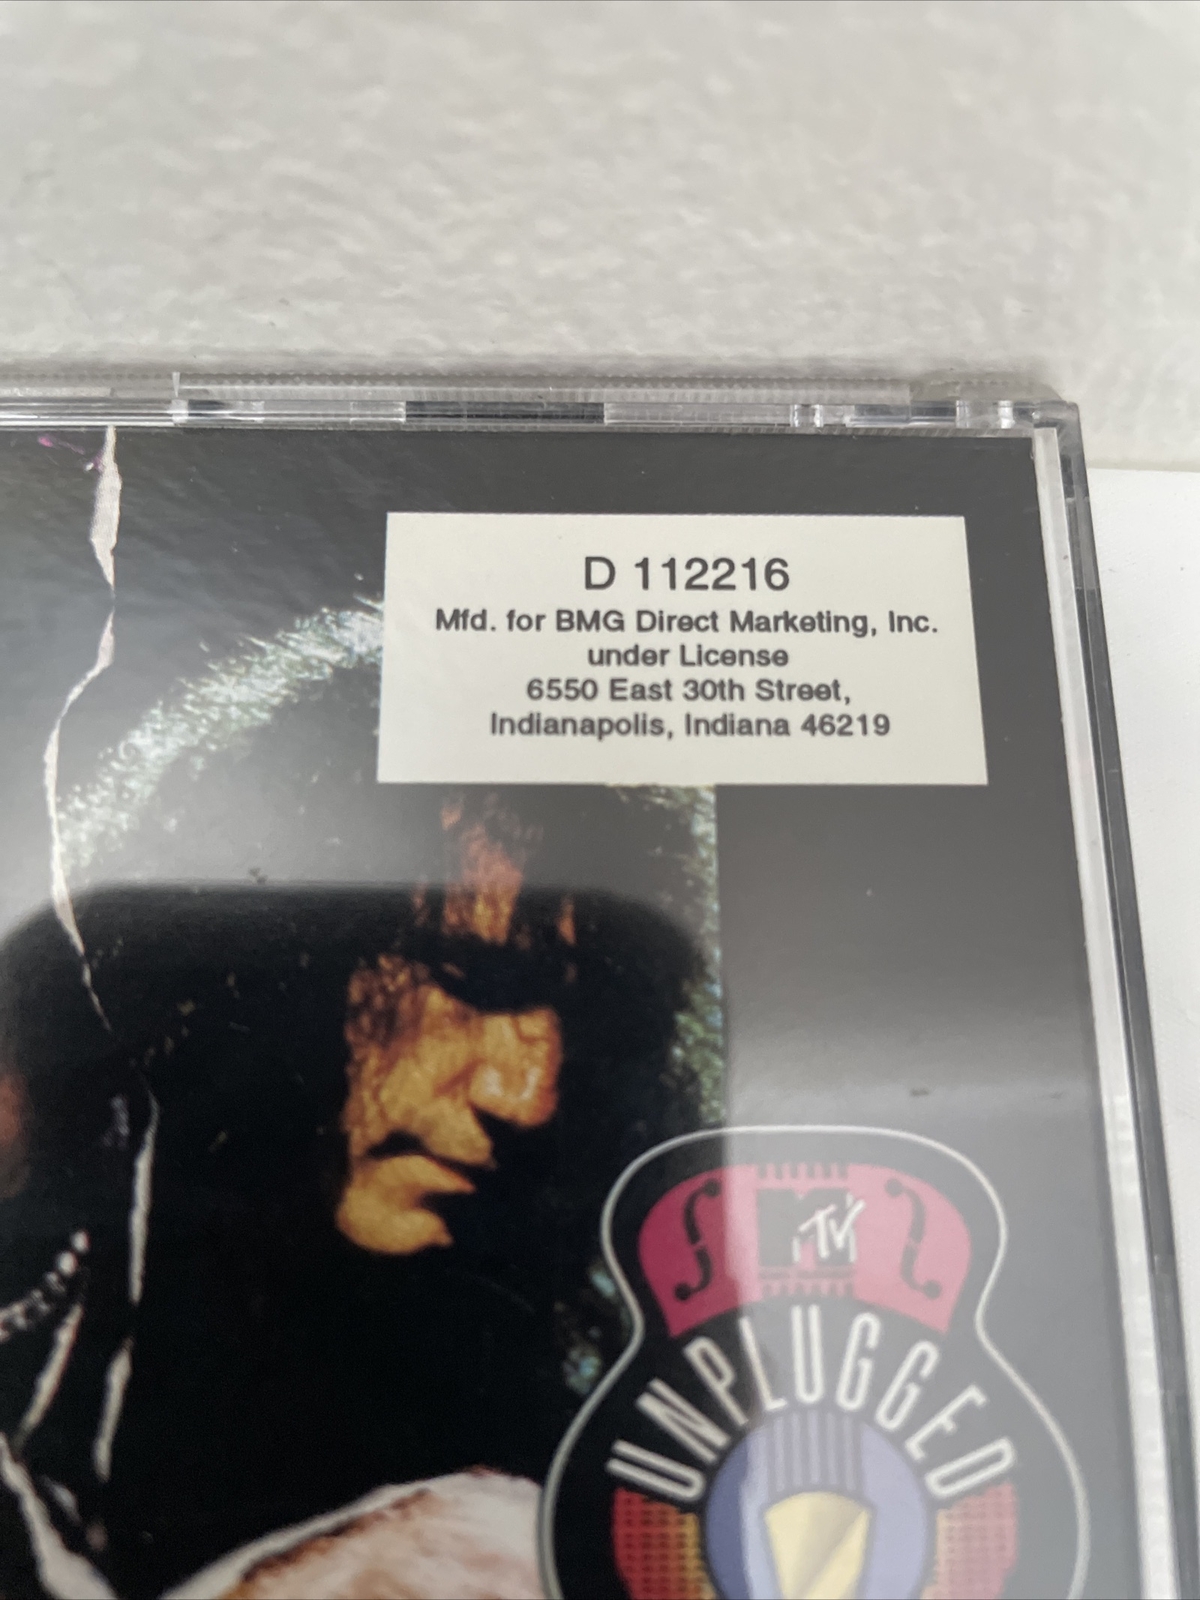 D 112216
Mfd. for BMG Direct Marketing, Inc.
under License
6550 East 30th Street,
Indianapolis, Indiana 46219
MTV
UNPLUGGED